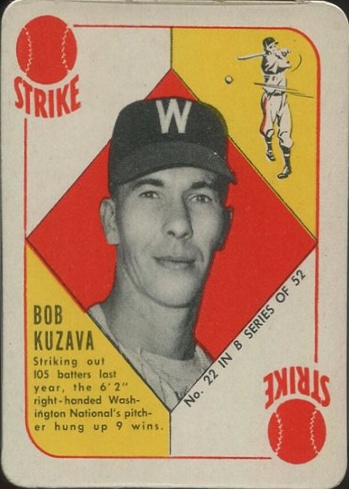 STRIKE
W
BOB
KUZAVA
Striking out
105 batters last
year, the 6'2"
right-handed Wash-
ington National's pitch-
er hung up 9 wins.
No. 22 IN B SERIES OF 52
STRIKE